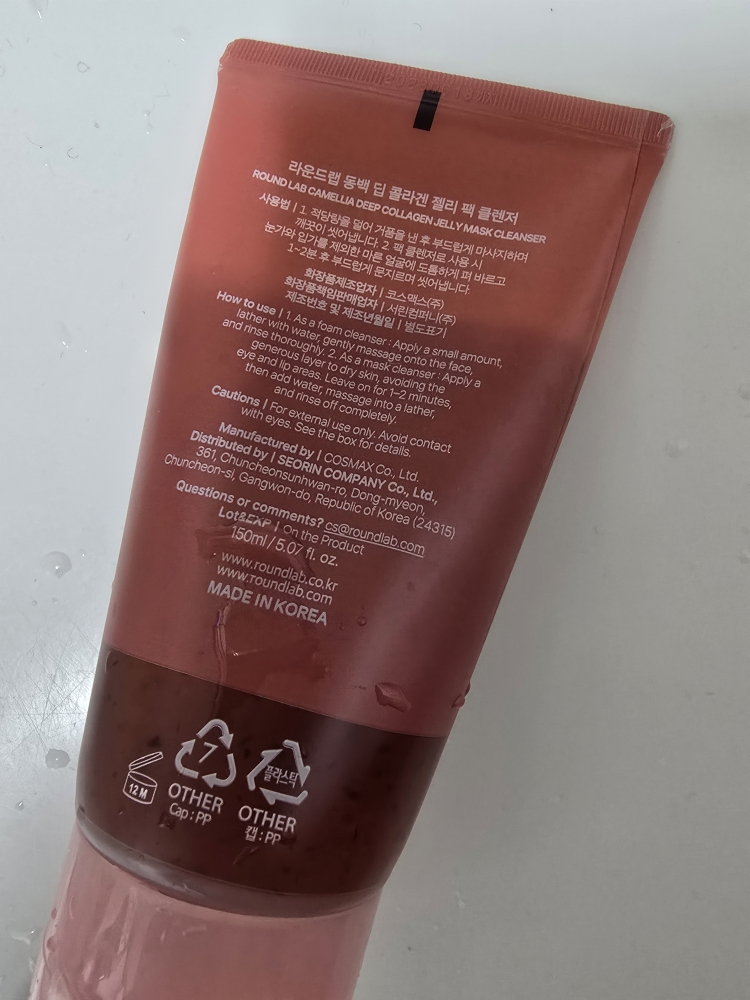 라운드랩 동백 딥 콜라겐 젤리 팩 클렌저
ROUND LAB CAMELLIA DEEP COLLAGEN JELLY MASK CLEANSER
사용법 | 1. 적당량을 덜어 거품을 낸 후 부드럽게 마사지하며
깨끗이 씻어냅니다. 2. 팩 클렌저로 사용 시
눈가와 입가를 제외한 마른 얼굴에 도톰하게 펴 바르고
1~2분 후 부드럽게 문지르며 씻어냅니다.
화장품제조업자 | 코스맥스(주)
화장품책임판매업자 | 서린컴퍼니(주)
제조번호 및 제조년월일 | 별도표기
How to use | 1. As a foam cleanser : Apply a small amount,
lather with water, gently massage onto the face,
and rinse thoroughly. 2. As a mask cleanser : Apply a
generous layer to dry skin, avoiding the
eye and lip areas. Leave on for 1–2 minutes,
then add water, massage into a lather,
and rinse off completely.
Cautions | For external use only. Avoid contact
with eyes. See the box for details.
Manufactured by | COSMAX Co., Ltd.
Distributed by | SEORIN COMPANY Co., Ltd.,
361, Chuncheonsunhwan-ro, Dong-myeon,
Chuncheon-si, Gangwon-do, Republic of Korea (24315)
Questions or comments? cs@roundlab.com
Lot&EXP | On the Product
150ml / 5.07 fl. oz.
www.roundlab.co.kr
www.roundlab.com
MADE IN KOREA
12 M
7
OTHER
Cap : PP
플라스틱
OTHER
캡 : PP